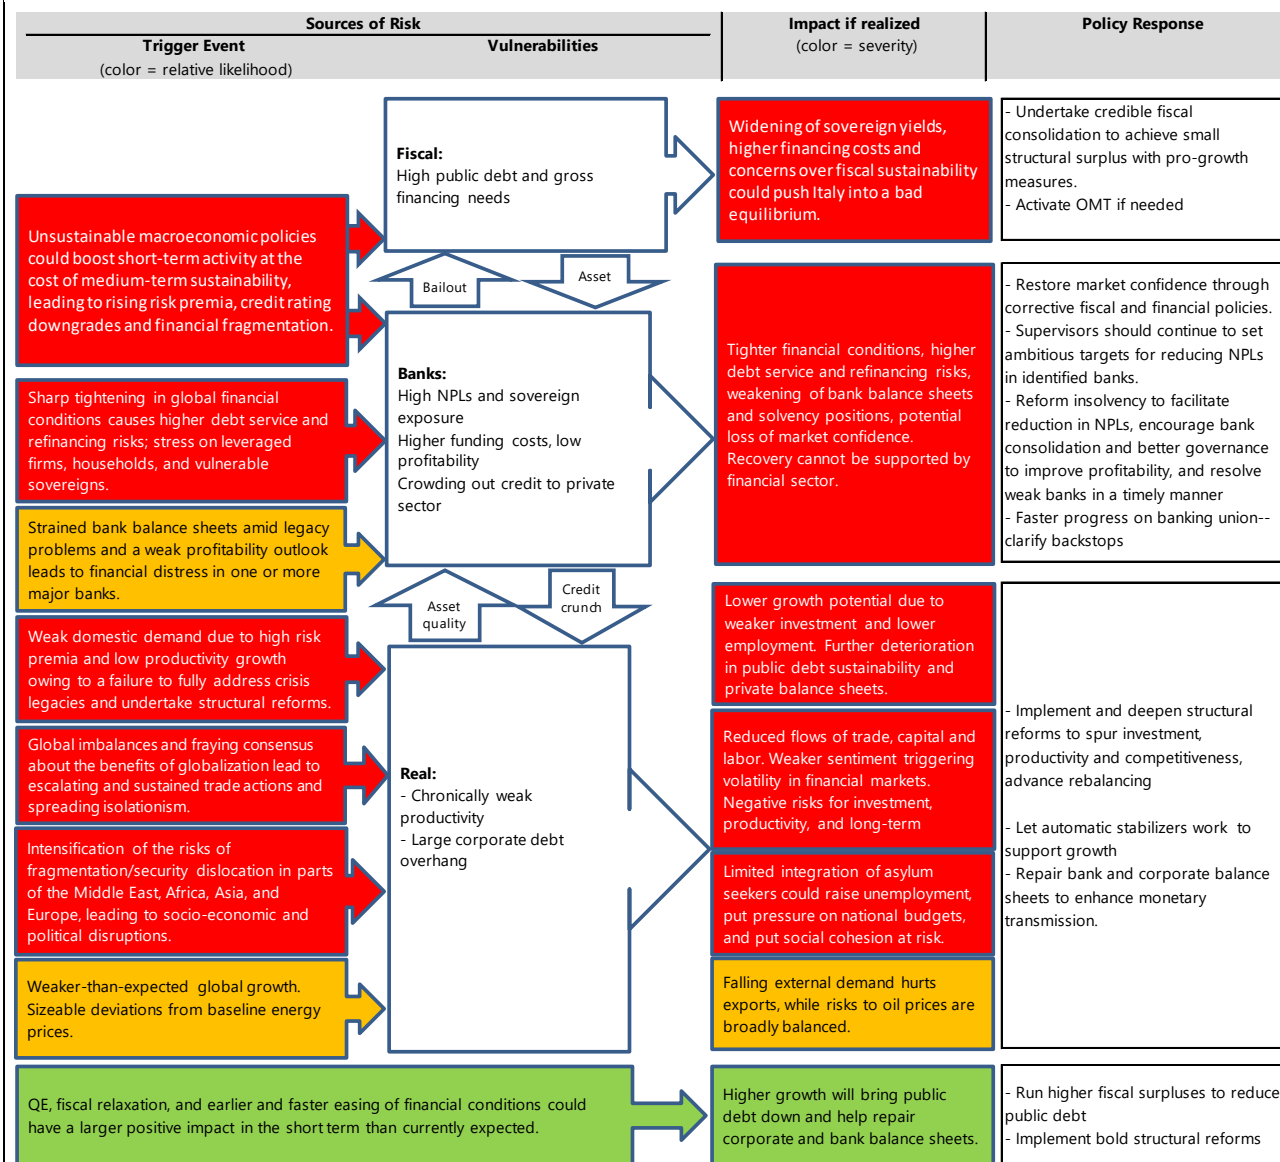 Sources of Risk
Trigger Event
(color = relative likelihood)
Vulnerabilities
Impact if realized
(color = severity)
Policy Response
Unsustainable macroeconomic policies
could boost short-term activity at the
cost of medium-term sustainability,
leading to rising risk premia, credit rating
downgrades and financial fragmentation.
Sharp tightening in global financial
conditions causes higher debt service and
refinancing risks; stress on leveraged
firms, households, and vulnerable
sovereigns.
Strained bank balance sheets amid legacy
problems and a weak profitability outlook
leads to financial distress in one or more
major banks.
Weak domestic demand due to high risk
premia and low productivity growth
owing to a failure to fully address crisis
legacies and undertake structural reforms.
Global imbalances and fraying consensus
about the benefits of globalization lead to
escalating and sustained trade actions and
spreading isolationism.
Intensification of the risks of
fragmentation/security dislocation in parts
of the Middle East, Africa, Asia, and
Europe, leading to socio-economic and
political disruptions.
Weaker-than-expected global growth.
Sizeable deviations from baseline energy
prices.
QE, fiscal relaxation, and earlier and faster easing of financial conditions could
have a larger positive impact in the short term than currently expected.
Fiscal:
High public debt and gross
financing needs
Bailout
Asset
Banks:
High NPLs and sovereign
exposure
Higher funding costs, low
profitability
Crowding out credit to private
sector
Asset
quality
Credit
crunch
Real:
- Chronically weak
productivity
- Large corporate debt
overhang
Widening of sovereign yields,
higher financing costs and
concerns over fiscal sustainability
could push Italy into a bad
equilibrium.
Tighter financial conditions, higher
debt service and refinancing risks,
weakening of bank balance sheets
and solvency positions, potential
loss of market confidence.
Recovery cannot be supported by
financial sector.
Lower growth potential due to
weaker investment and lower
employment. Further deterioration
in public debt sustainability and
private balance sheets.
Reduced flows of trade, capital and
labor. Weaker sentiment triggering
volatility in financial markets.
Negative risks for investment,
productivity, and long-term
Limited integration of asylum
seekers could raise unemployment,
put pressure on national budgets,
and put social cohesion at risk.
Falling external demand hurts
exports, while risks to oil prices are
broadly balanced.
Higher growth will bring public
debt down and help repair
corporate and bank balance sheets.
- Undertake credible fiscal
consolidation to achieve small
structural surplus with pro-growth
measures.
- Activate OMT if needed
- Restore market confidence through
corrective fiscal and financial policies.
- Supervisors should continue to set
ambitious targets for reducing NPLs
in identified banks.
- Reform insolvency to facilitate
reduction in NPLs, encourage bank
consolidation and better governance
to improve profitability, and resolve
weak banks in a timely manner
- Faster progress on banking union--
clarify backstops
- Implement and deepen structural
reforms to spur investment,
productivity and competitiveness,
advance rebalancing
- Let automatic stabilizers work to
support growth
- Repair bank and corporate balance
sheets to enhance monetary
transmission.
- Run higher fiscal surpluses to reduce
public debt
- Implement bold structural reforms